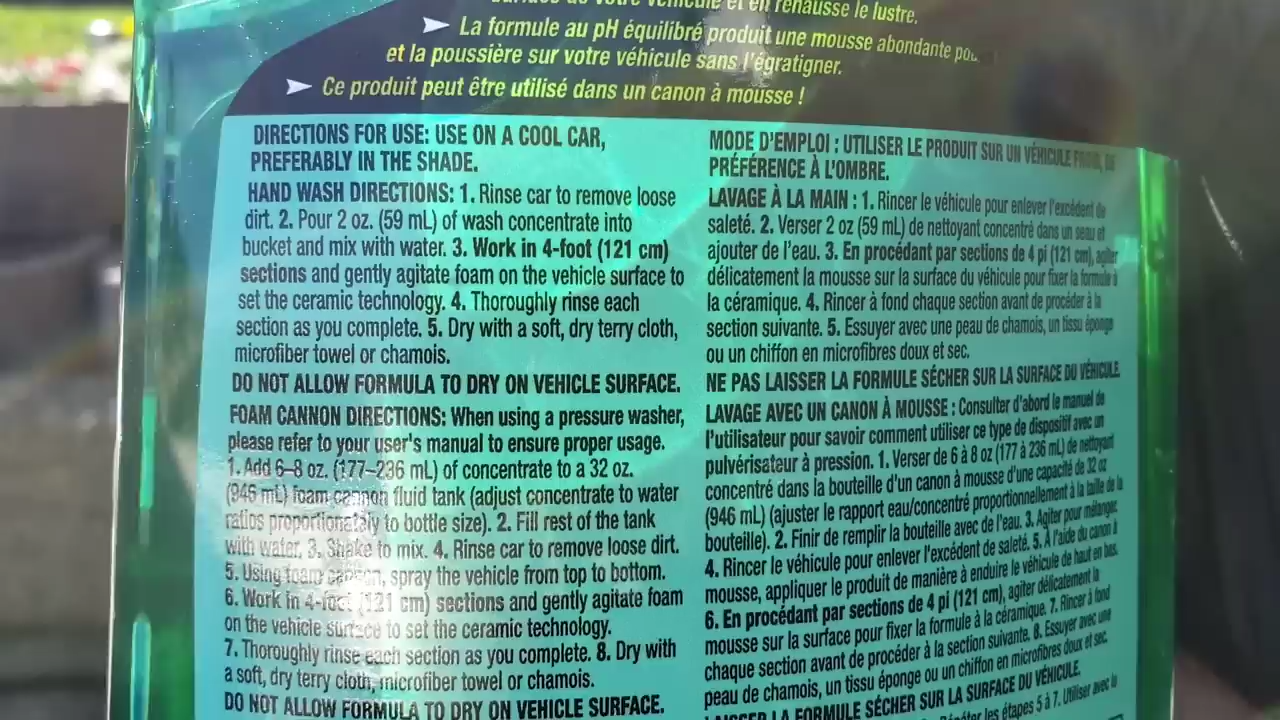 surface de votre véhicule et en rehausse le lustre.
➤ La formule au pH équilibré produit une mousse abondante
et la poussière sur votre véhicule sans l'égratigner.
➤ Ce produit peut être utilisé dans un canon à mousse !
DIRECTIONS FOR USE: USE ON A COOL CAR,
PREFERABLY IN THE SHADE.
HAND WASH DIRECTIONS: 1. Rinse car to remove loose
dirt. 2. Pour 2 oz. (59 mL) of wash concentrate into
bucket and mix with water. 3. Work in 4-foot (121 cm)
sections and gently agitate foam on the vehicle surface to
set the ceramic technology. 4. Thoroughly rinse each
section as you complete. 5. Dry with a soft, dry terry cloth,
microfiber towel or chamois.
DO NOT ALLOW FORMULA TO DRY ON VEHICLE SURFACE.
FOAM CANNON DIRECTIONS: When using a pressure washer,
please refer to your user's manual to ensure proper usage.
1. Add 6–8 oz. (177–236 mL) of concentrate to a 32 oz.
(946 mL) foam cannon fluid tank (adjust concentrate to water
ratios proportionately to bottle size). 2. Fill rest of the tank
with water. 3. Shake to mix. 4. Rinse car to remove loose dirt.
5. Using foam cannon, spray the vehicle from top to bottom.
6. Work in 4-foot (121 cm) sections and gently agitate foam
on the vehicle surface to set the ceramic technology.
7. Thoroughly rinse each section as you complete. 8. Dry with
a soft, dry terry cloth, microfiber towel or chamois.
DO NOT ALLOW FORMULA TO DRY ON VEHICLE SURFACE.
MODE D'EMPLOI : UTILISER LE PRODUIT SUR UN VÉHICULE FROID, DE
PRÉFÉRENCE À L'OMBRE.
LAVAGE À LA MAIN : 1. Rincer le véhicule pour enlever l'excédent de
saleté. 2. Verser 2 oz (59 mL) de nettoyant concentré dans un seau et
ajouter de l'eau. 3. En procédant par sections de 4 pi (121 cm), agiter
délicatement la mousse sur la surface du véhicule pour fixer la formule à
la céramique. 4. Rincer à fond chaque section avant de procéder à la
section suivante. 5. Essuyer avec une peau de chamois, un tissu éponge
ou un chiffon en microfibres doux et sec.
NE PAS LAISSER LA FORMULE SÉCHER SUR LA SURFACE DU VÉHICULE.
LAVAGE AVEC UN CANON À MOUSSE : Consulter d'abord le manuel de
l'utilisateur pour savoir comment utiliser ce type de dispositif avec un
pulvérisateur à pression. 1. Verser de 6 à 8 oz (177 à 236 mL) de nettoyant
concentré dans la bouteille d'un canon à mousse d'une capacité de 32 oz
(946 mL) (ajuster le rapport eau/concentré proportionnellement à la taille de la
bouteille). 2. Finir de remplir la bouteille avec de l'eau. 3. Agiter pour mélanger.
4. Rincer le véhicule pour enlever l'excédent de saleté. 5. À l'aide du canon à
mousse, appliquer le produit de manière à enduire le véhicule de haut en bas.
6. En procédant par sections de 4 pi (121 cm), agiter délicatement la
mousse sur la surface pour fixer la formule à la céramique. 7. Rincer à fond
chaque section avant de procéder à la section suivante. 8. Essuyer avec une
peau de chamois, un tissu éponge ou un chiffon en microfibres doux et sec.
LAISSER LA FORMULE SÉCHER SUR LA SURFACE DU VÉHICULE.
les étapes 5 à 7. Utiliser avec la